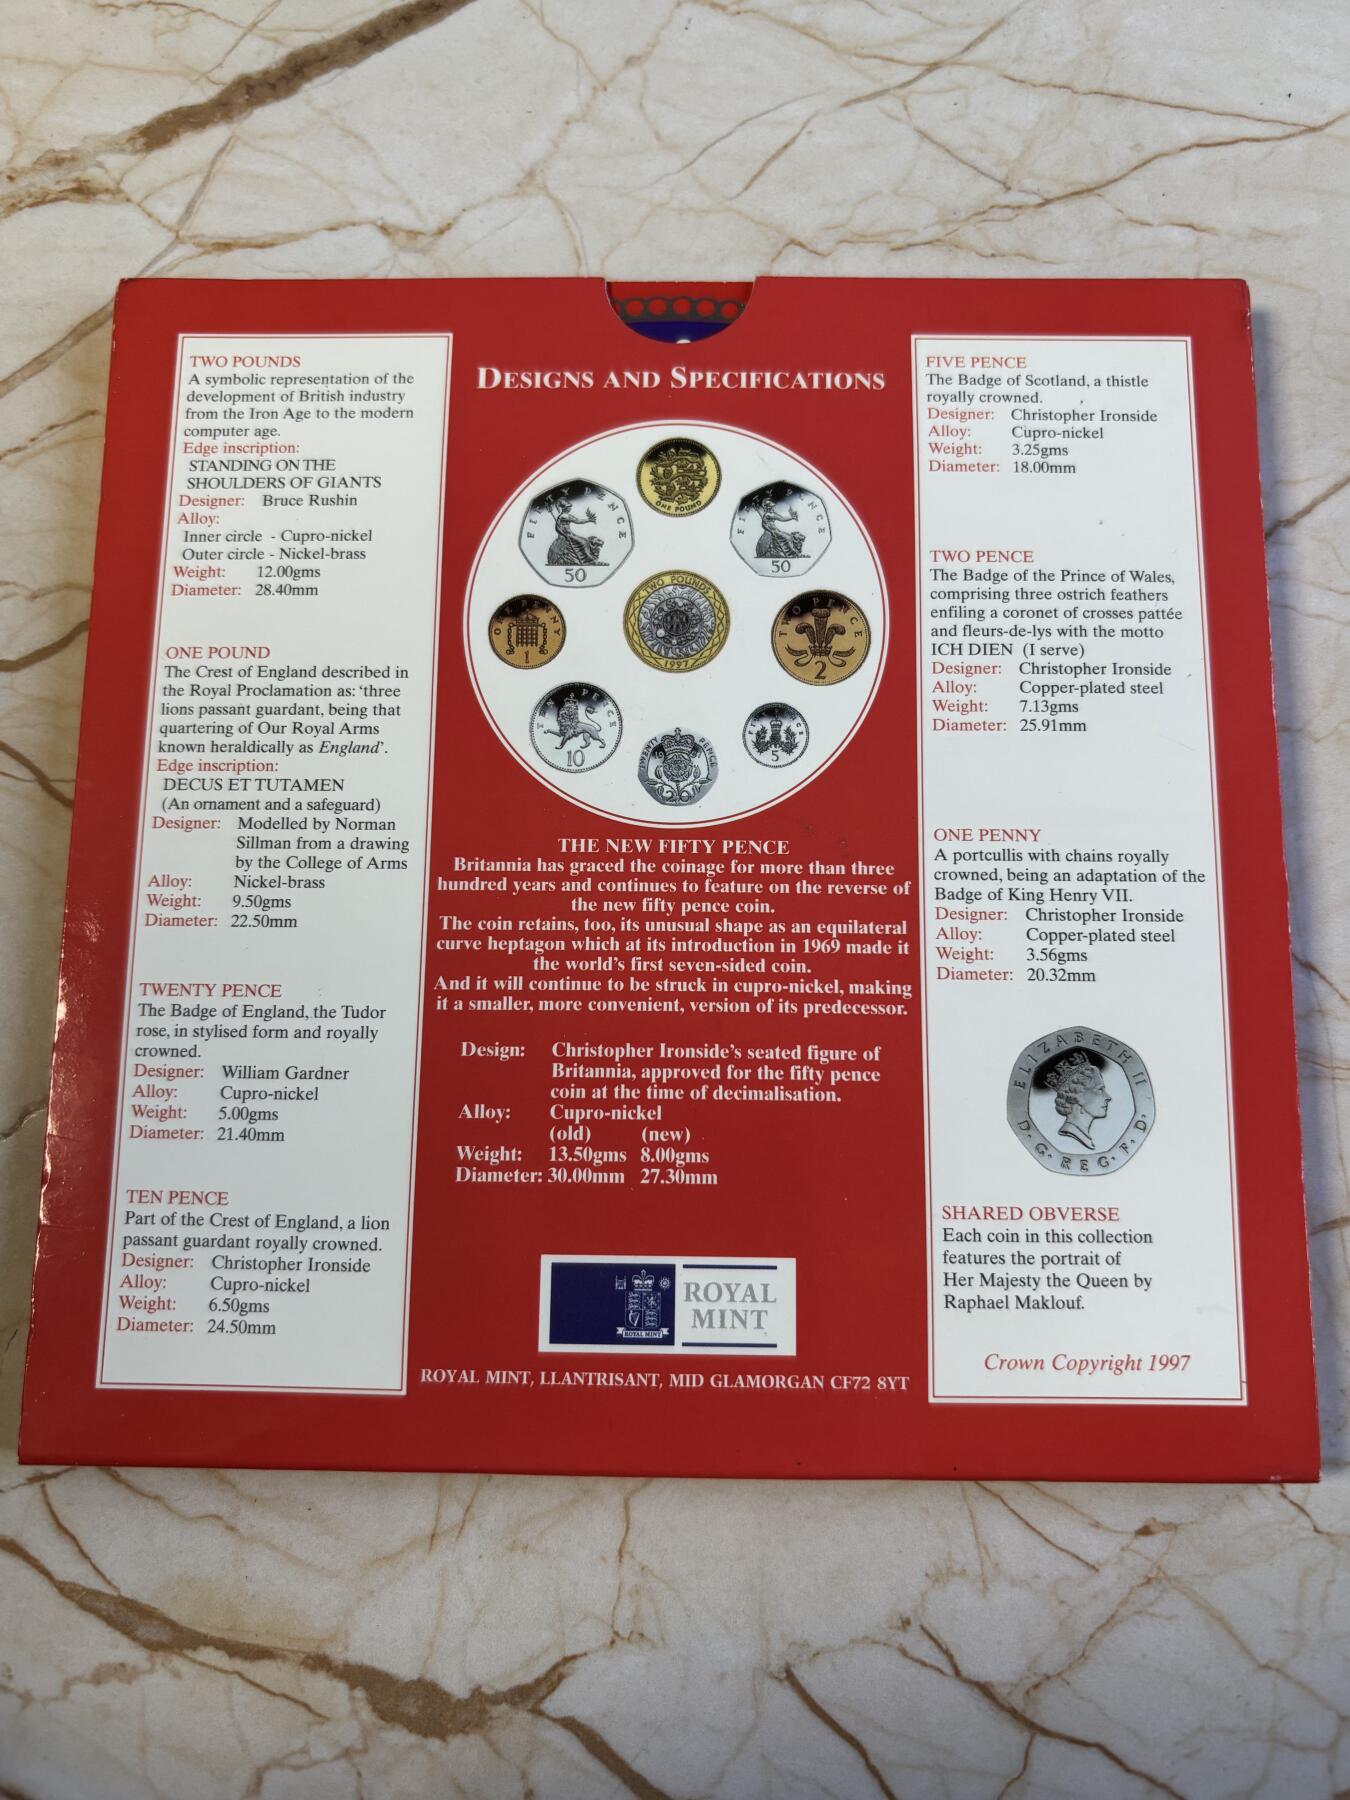 DESIGNS AND SPECIFICATIONS
TWO POUNDS
A symbolic representation of the
development of British industry
from the Iron Age to the modern
computer age.
Edge inscription:
STANDING ON THE
SHOULDERS OF GIANTS
Designer: Bruce Rushin
Alloy:
Inner circle - Cupro-nickel
Outer circle - Nickel-brass
Weight: 12.00gms
Diameter: 28.40mm
ONE POUND
The Crest of England described in
the Royal Proclamation as: 'three
lions passant guardant, being that
quartering of Our Royal Arms
known heraldically as England'.
Edge inscription:
DECUS ET TUTAMEN
(An ornament and a safeguard)
Designer: Modelled by Norman
Sillman from a drawing
by the College of Arms
Alloy: Nickel-brass
Weight: 9.50gms
Diameter: 22.50mm
TWENTY PENCE
The Badge of England, the Tudor
rose, in stylised form and royally
crowned.
Designer: William Gardner
Alloy: Cupro-nickel
Weight: 5.00gms
Diameter: 21.40mm
TEN PENCE
Part of the Crest of England, a lion
passant guardant royally crowned.
Designer: Christopher Ironside
Alloy: Cupro-nickel
Weight: 6.50gms
Diameter: 24.50mm
ONE POUND
FIFTY PENCE
50
FIFTY PENCE
50
ONE PENNY
1
TWO POUNDS
1997
TWO PENCE
2
TEN PENCE
10
TWENTY PENCE
20
FIVE PENCE
5
THE NEW FIFTY PENCE
Britannia has graced the coinage for more than three
hundred years and continues to feature on the reverse of
the new fifty pence coin.
The coin retains, too, its unusual shape as an equilateral
curve heptagon which at its introduction in 1969 made it
the world's first seven-sided coin.
And it will continue to be struck in cupro-nickel, making
it a smaller, more convenient, version of its predecessor.
Design: Christopher Ironside's seated figure of
Britannia, approved for the fifty pence
coin at the time of decimalisation.
Alloy: Cupro-nickel
(old) (new)
Weight: 13.50gms 8.00gms
Diameter: 30.00mm 27.30mm
ROYAL MINT
ROYAL
MINT
ROYAL MINT, LLANTRISANT, MID GLAMORGAN CF72 8YT
FIVE PENCE
The Badge of Scotland, a thistle
royally crowned.
Designer: Christopher Ironside
Alloy: Cupro-nickel
Weight: 3.25gms
Diameter: 18.00mm
TWO PENCE
The Badge of the Prince of Wales,
comprising three ostrich feathers
enfiling a coronet of crosses pattée
and fleurs-de-lys with the motto
ICH DIEN (I serve)
Designer: Christopher Ironside
Alloy: Copper-plated steel
Weight: 7.13gms
Diameter: 25.91mm
ONE PENNY
A portcullis with chains royally
crowned, being an adaptation of the
Badge of King Henry VII.
Designer: Christopher Ironside
Alloy: Copper-plated steel
Weight: 3.56gms
Diameter: 20.32mm
ELIZABETH II
D·G·REG·F·D·
SHARED OBVERSE
Each coin in this collection
features the portrait of
Her Majesty the Queen by
Raphael Maklouf.
Crown Copyright 1997